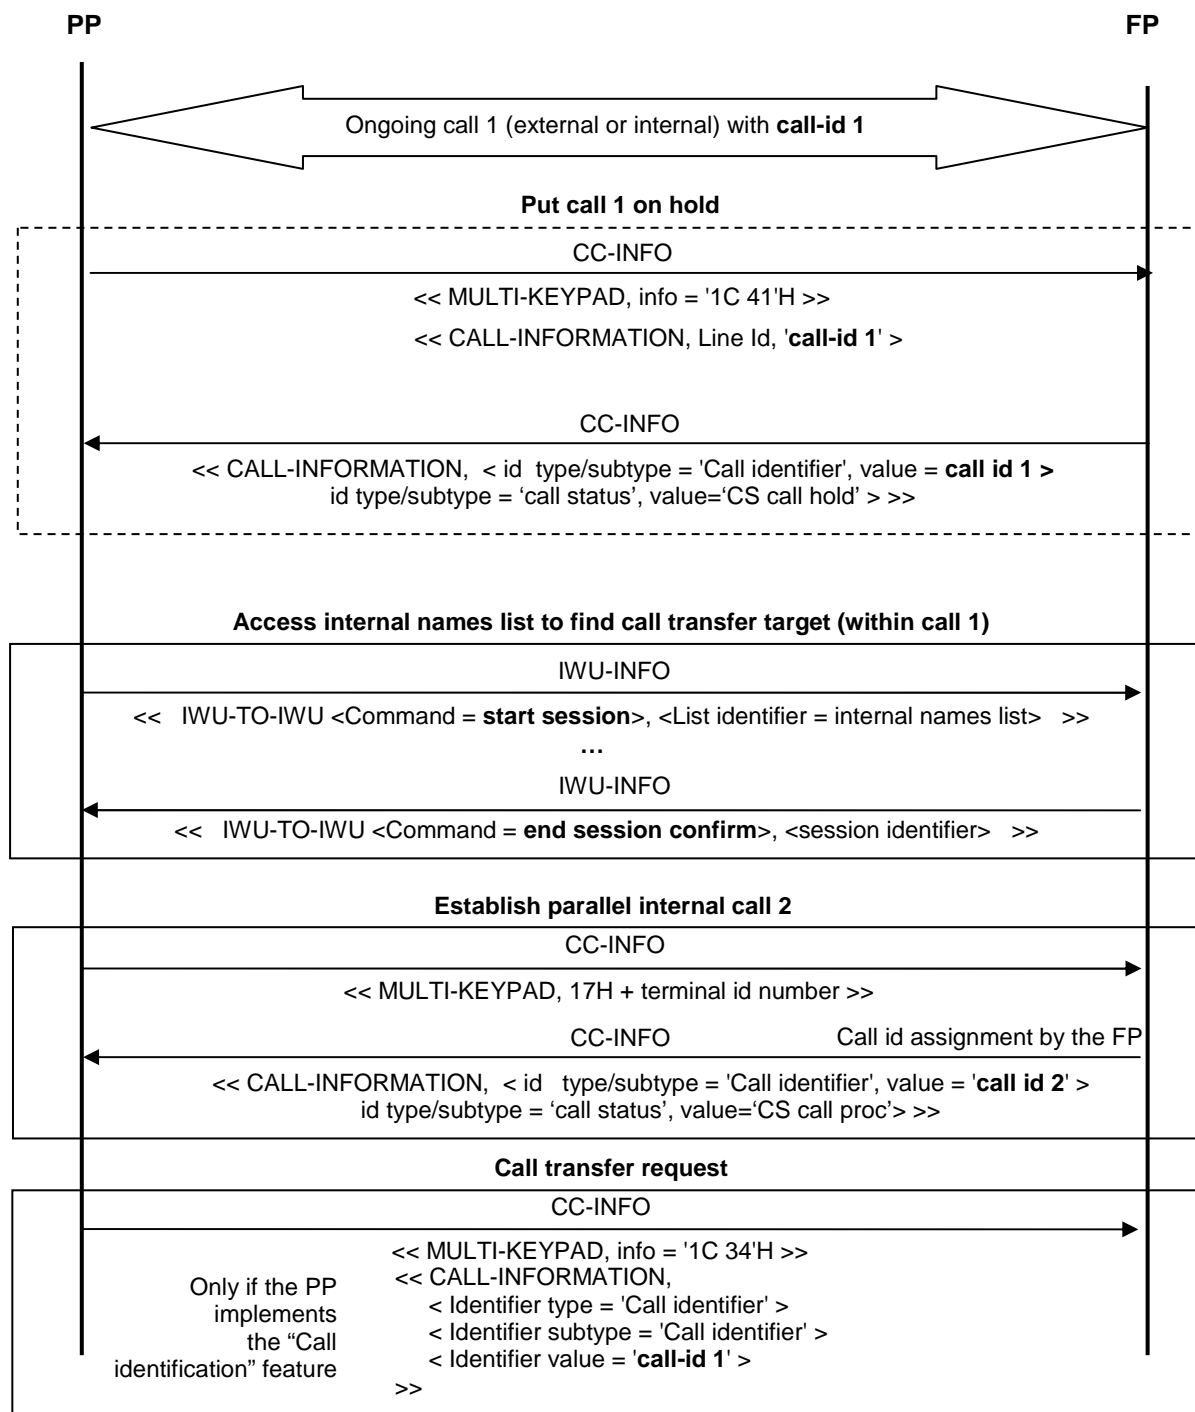 PP
FP
Ongoing call 1 (external or internal) with call-id 1
Put call 1 on hold
CC-INFO
<< MULTI-KEYPAD, info = '1C 41'H >>
<< CALL-INFORMATION, Line Id, 'call-id 1' >
CC-INFO
<< CALL-INFORMATION, < id type/subtype = 'Call identifier', value = call id 1 >
id type/subtype = ‘call status’, value=‘CS call hold’ > >>
Access internal names list to find call transfer target (within call 1)
IWU-INFO
<< IWU-TO-IWU <Command = start session>, <List identifier = internal names list> >>
...
IWU-INFO
<< IWU-TO-IWU <Command = end session confirm>, <session identifier> >>
Establish parallel internal call 2
CC-INFO
<< MULTI-KEYPAD, 17H + terminal id number >>
CC-INFO
Call id assignment by the FP
<< CALL-INFORMATION, < id type/subtype = 'Call identifier', value = 'call id 2' >
id type/subtype = ‘call status’, value=‘CS call proc’> >>
Call transfer request
CC-INFO
<< MULTI-KEYPAD, info = '1C 34'H >>
<< CALL-INFORMATION,
< Identifier type = 'Call identifier' >
< Identifier subtype = 'Call identifier' >
< Identifier value = 'call-id 1' >
>>
Only if the PP
implements
the “Call
identification” feature